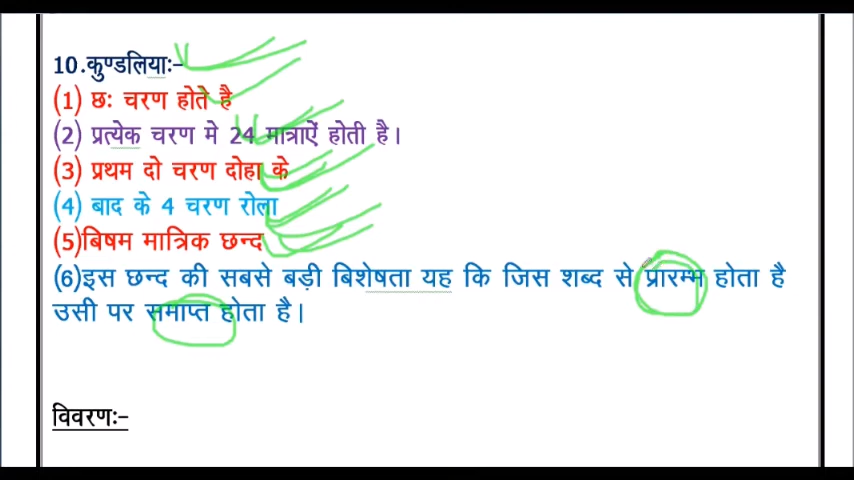 10.कुण्डलियाः-
(1) छः चरण होते है
(2) प्रत्येक चरण मे 24 मात्राऐं होती है।
(3) प्रथम दो चरण दोहा के
(4) बाद के 4 चरण रोला
(5)बिषम मात्रिक छन्द
(6)इस छन्द की सबसे बड़ी बिशेषता यह कि जिस शब्द से प्रारम्भ होता है
उसी पर समाप्त होता है।
विवरणः-